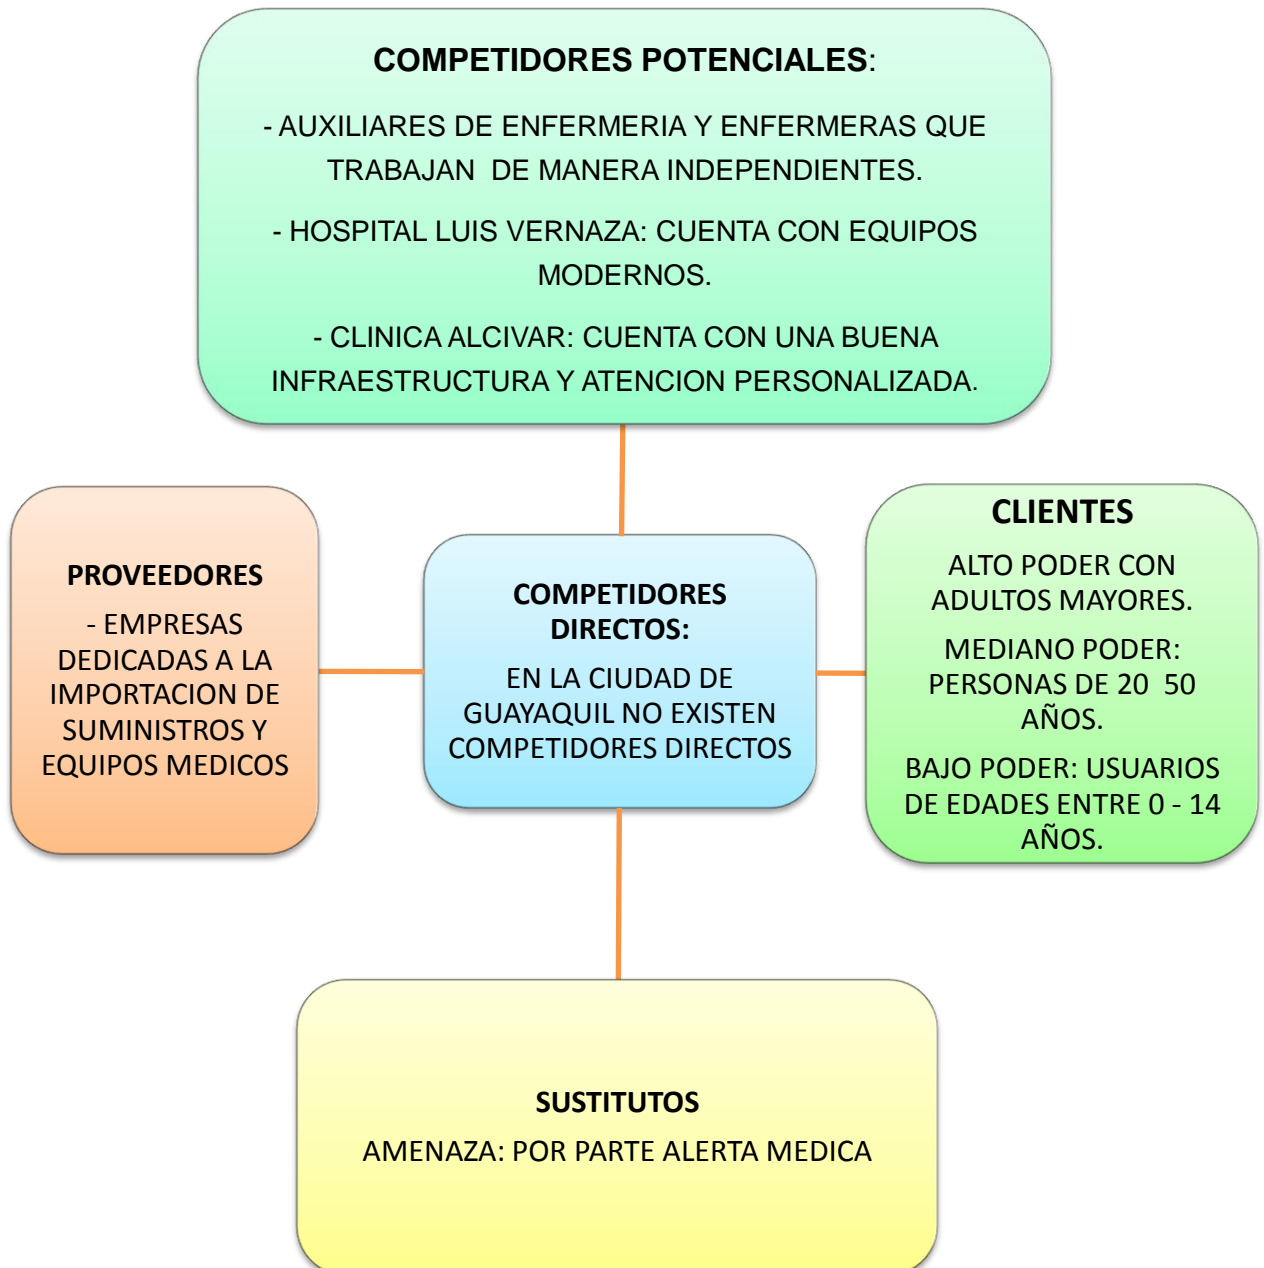 COMPETIDORES POTENCIALES:
- AUXILIARES DE ENFERMERIA Y ENFERMERAS QUE
TRABAJAN DE MANERA INDEPENDIENTES.
- HOSPITAL LUIS VERNAZA: CUENTA CON EQUIPOS
MODERNOS.
- CLINICA ALCIVAR: CUENTA CON UNA BUENA
INFRAESTRUCTURA Y ATENCION PERSONALIZADA.
PROVEEDORES
- EMPRESAS
DEDICADAS A LA
IMPORTACION DE
SUMINISTROS Y
EQUIPOS MEDICOS
COMPETIDORES
DIRECTOS:
EN LA CIUDAD DE
GUAYAQUIL NO EXISTEN
COMPETIDORES DIRECTOS
CLIENTES
ALTO PODER CON
ADULTOS MAYORES.
MEDIANO PODER:
PERSONAS DE 20 50
AÑOS.
BAJO PODER: USUARIOS
DE EDADES ENTRE 0 - 14
AÑOS.
SUSTITUTOS
AMENAZA: POR PARTE ALERTA MEDICA